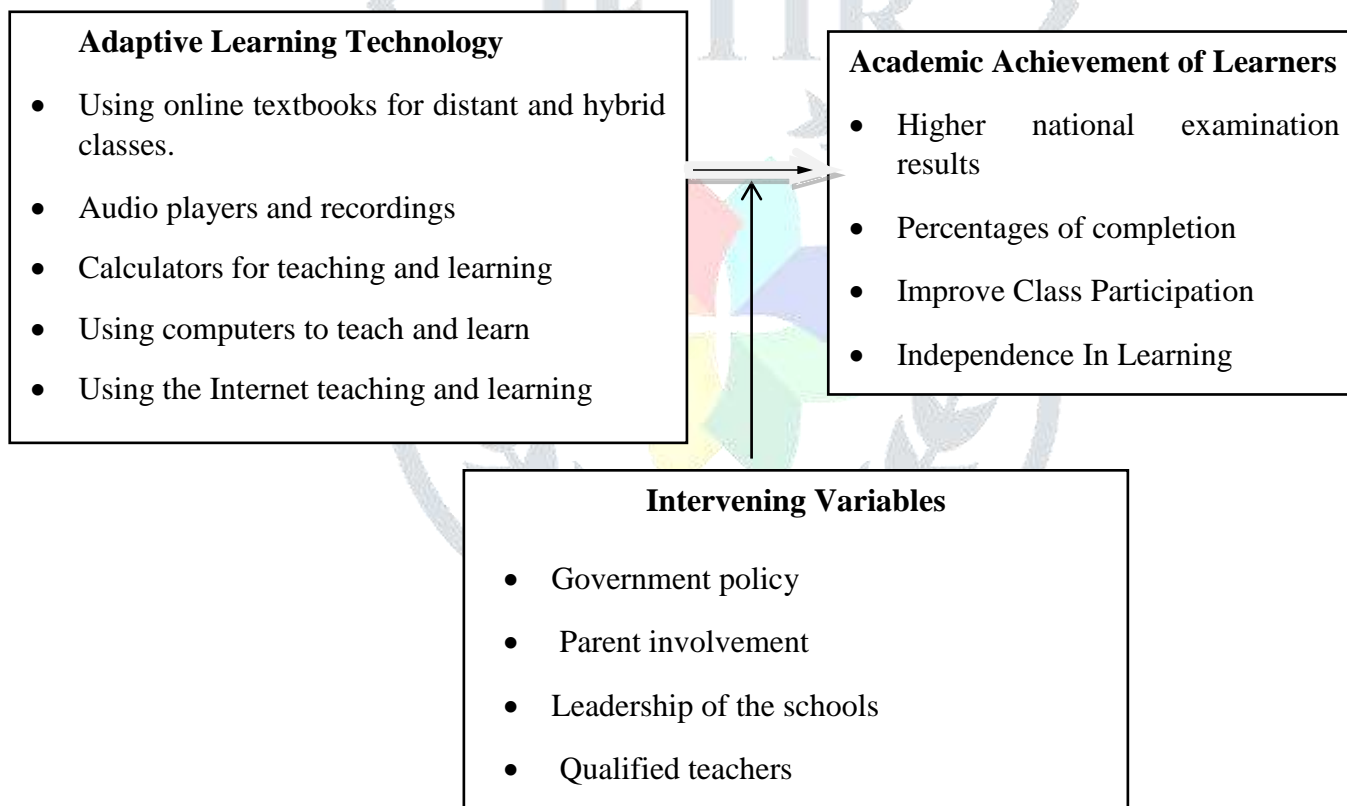 Adaptive Learning Technology
• Using online textbooks for distant and hybrid
classes.
• Audio players and recordings
• Calculators for teaching and learning
• Using computers to teach and learn
• Using the Internet teaching and learning
Academic Achievement of Learners
• Higher national examination
results
• Percentages of completion
• Improve Class Participation
• Independence In Learning
Intervening Variables
• Government policy
• Parent involvement
• Leadership of the schools
• Qualified teachers